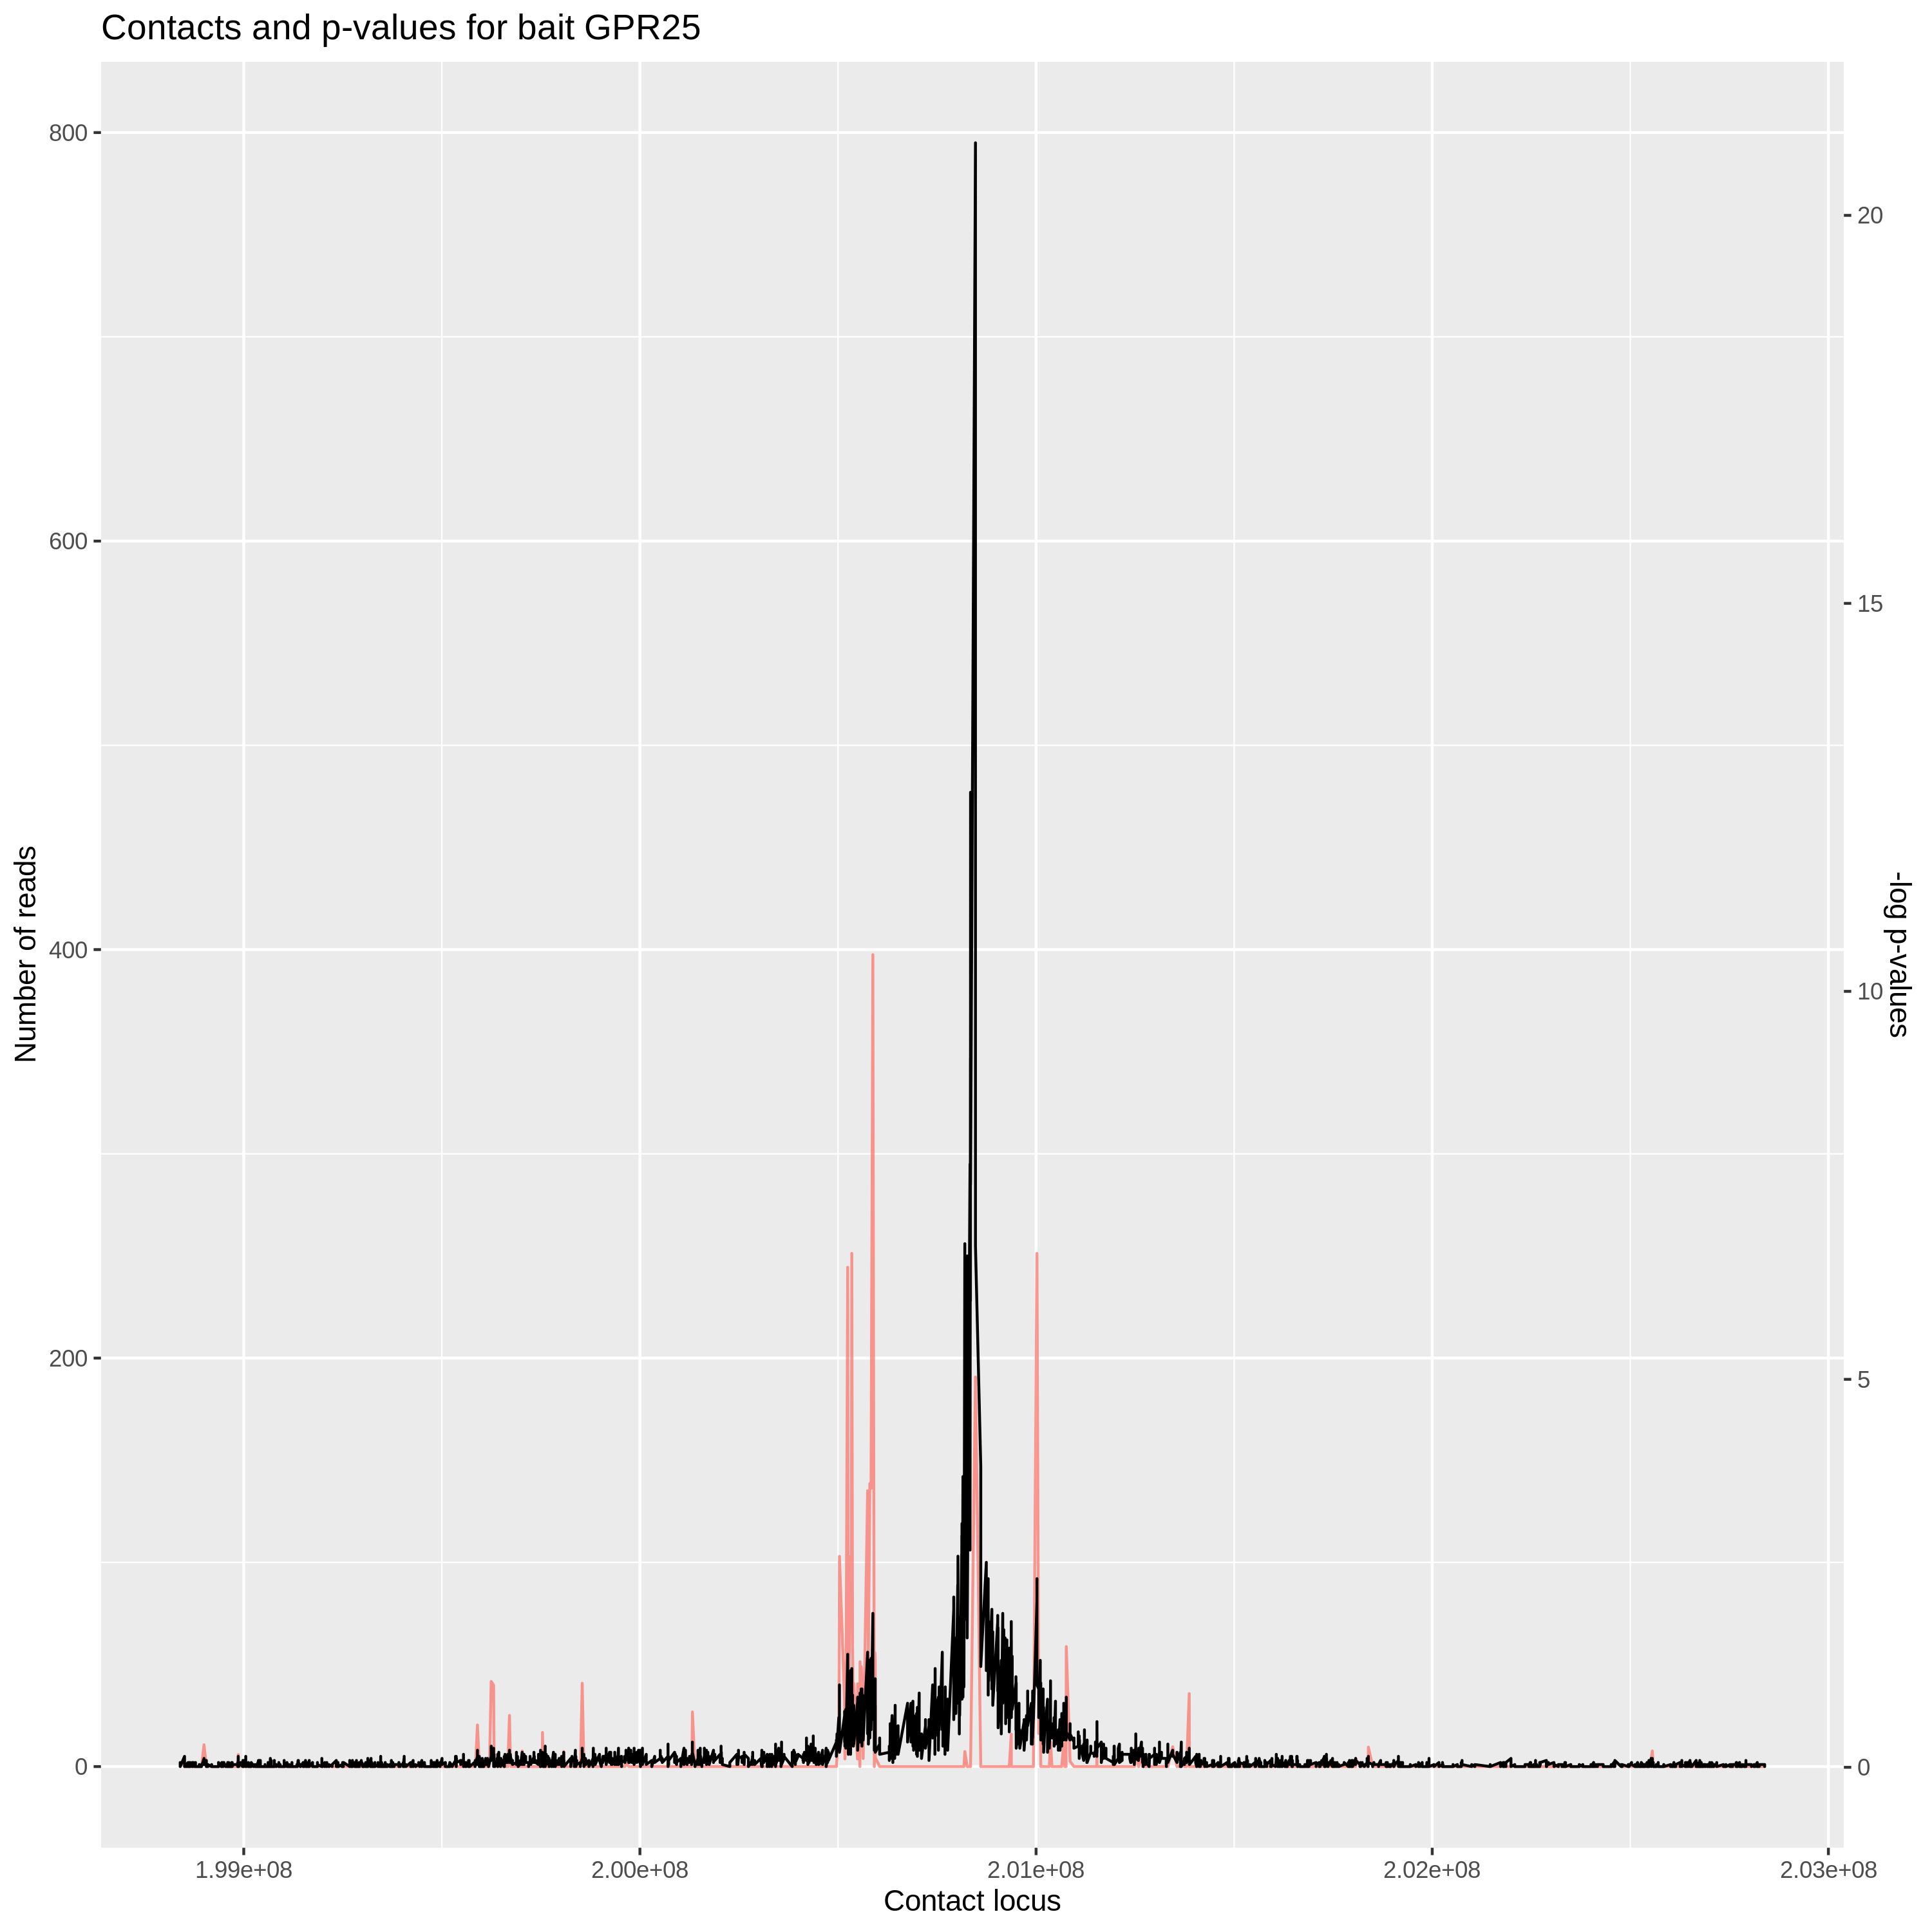 Contacts and p-values for bait GPR25
800
600
400
200
0
Number of reads
20
15
10
5
0
-log p-values
1.99e+08
2.00e+08
2.01e+08
2.02e+08
2.03e+08
Contact locus